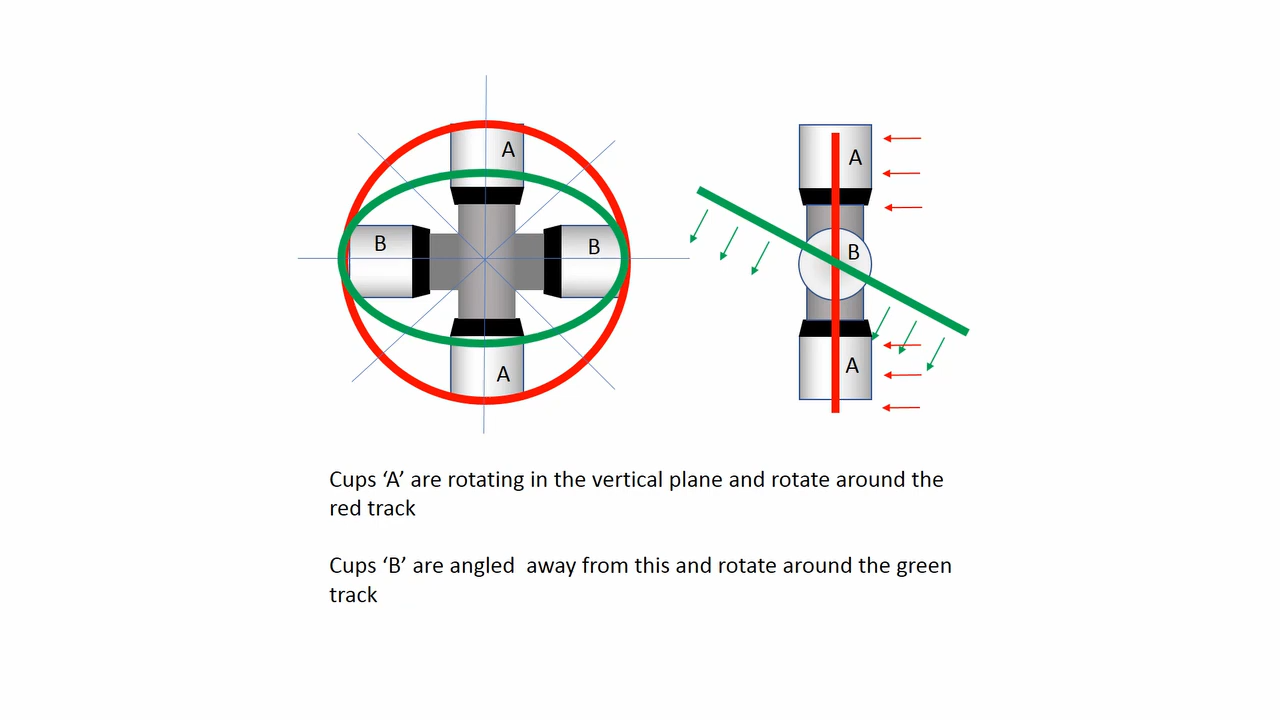 A
A
B
B
B
A
A
Cups ‘A’ are rotating in the vertical plane and rotate around the
red track
Cups ‘B’ are angled  away from this and rotate around the green
track